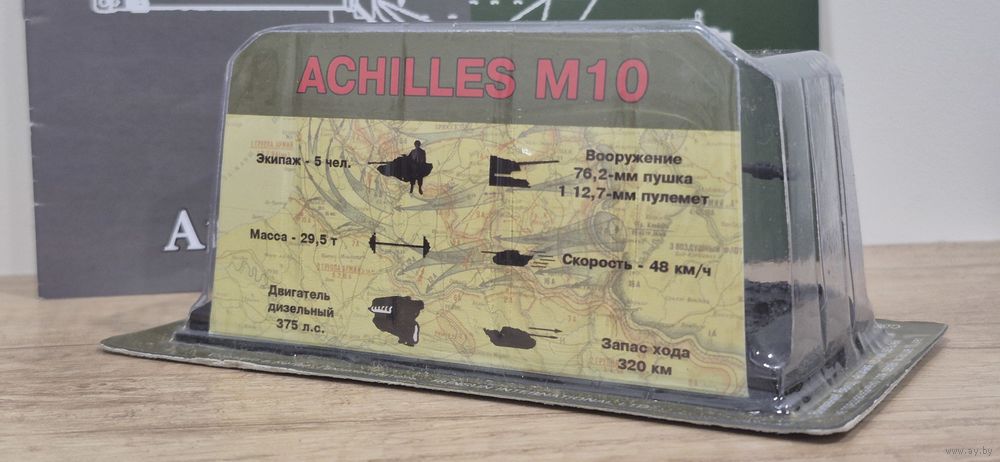 ACHILLES M10
Экипаж - 5 чел.
Вооружение
76,2-мм пушка
1 12,7-мм пулемет
Масса - 29,5 т
Скорость - 48 км/ч
Двигатель
дизельный
375 л.с.
Запас хода
320 км
www.ay.by